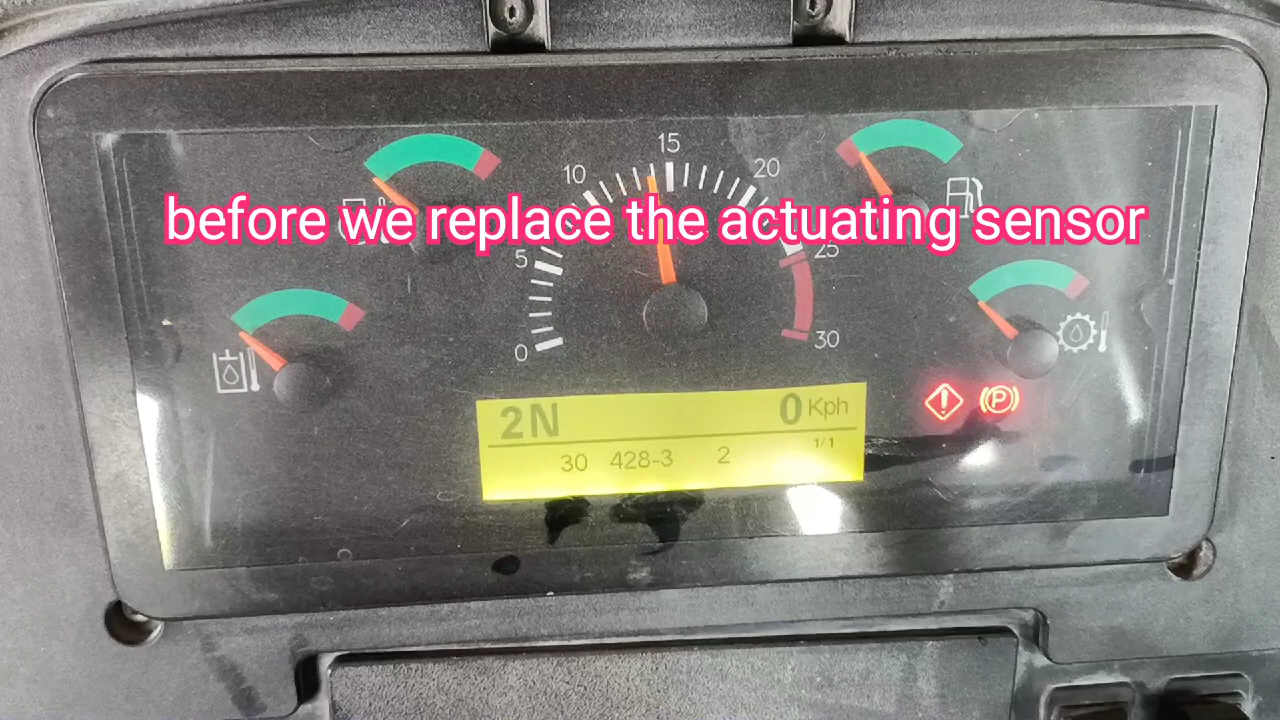 15
10
20
before we replace the actuating sensor
5
25
0
30
2N
0 Kph
1/1
30 428-3 2
P